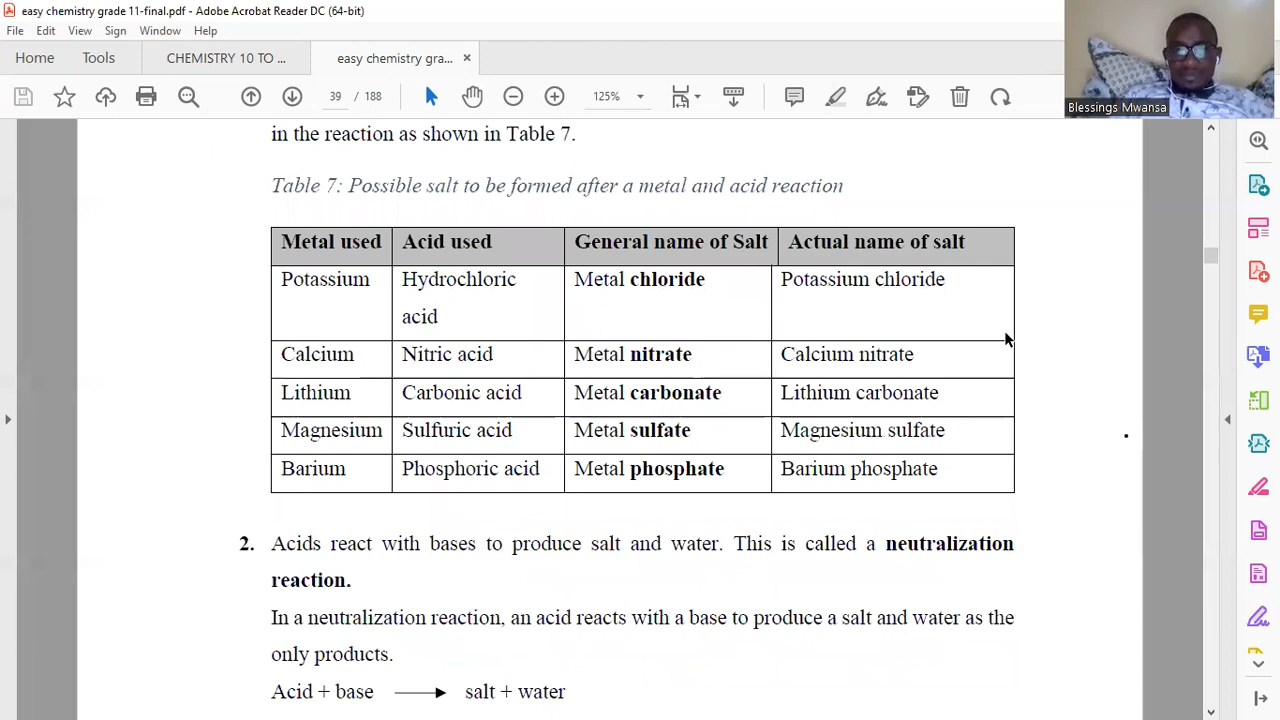 easy chemistry grade 11-final.pdf - Adobe Acrobat Reader DC (64-bit)
File Edit View Sign Window Help
Home Tools CHEMISTRY 10 TO ... easy chemistry gra... ×
39 / 188 125%
Blessings Mwansa
in the reaction as shown in Table 7.
Table 7: Possible salt to be formed after a metal and acid reaction
Metal used Acid used General name of Salt Actual name of salt
Potassium Hydrochloric Metal chloride Potassium chloride
acid
Calcium Nitric acid Metal nitrate Calcium nitrate
Lithium Carbonic acid Metal carbonate Lithium carbonate
Magnesium Sulfuric acid Metal sulfate Magnesium sulfate
Barium Phosphoric acid Metal phosphate Barium phosphate
2. Acids react with bases to produce salt and water. This is called a neutralization
reaction.
In a neutralization reaction, an acid reacts with a base to produce a salt and water as the
only products.
Acid + base ⟶ salt + water